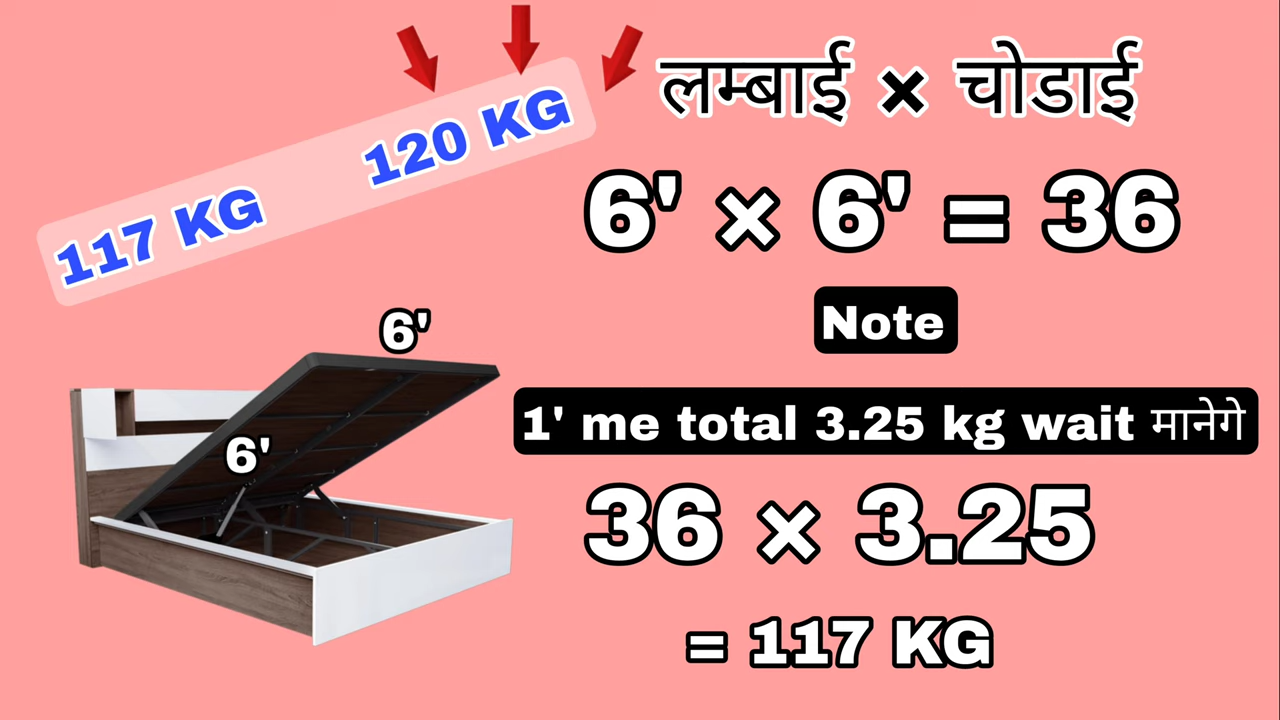 117 KG 120 KG
लम्बाई × चोडाई
6' × 6' = 36
Note
6'
6'
1' me total 3.25 kg wait मानेगे
36 × 3.25
= 117 KG